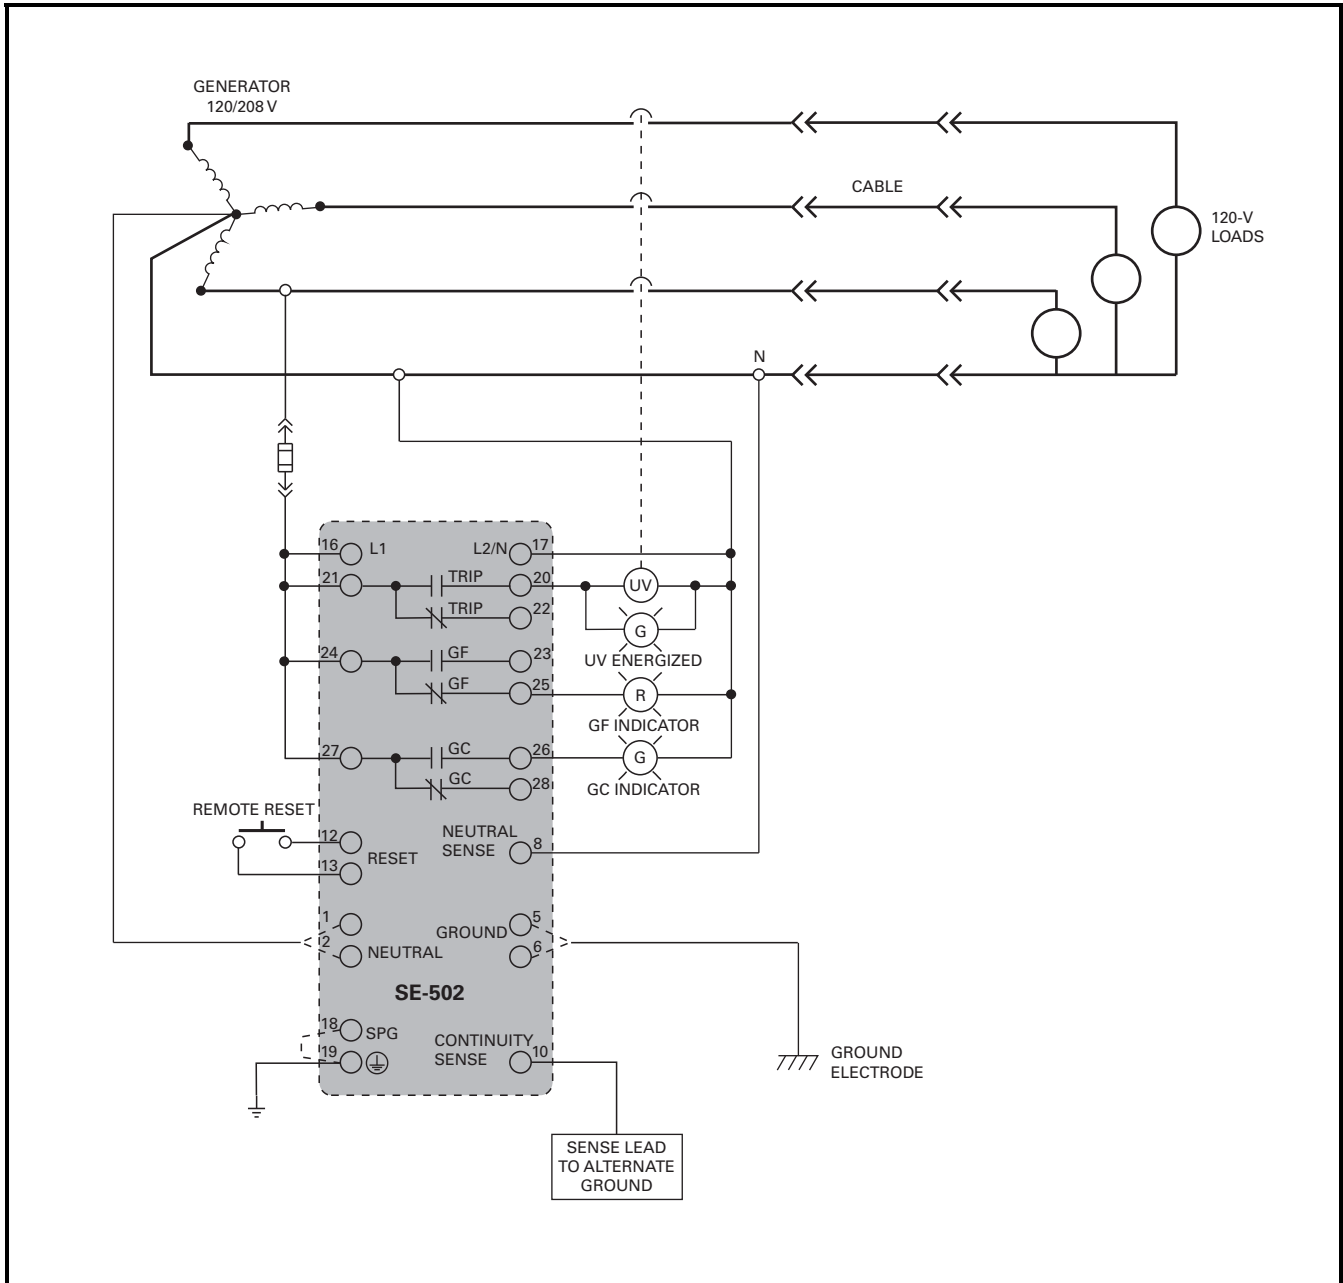 GENERATOR
120/208 V
CABLE
120-V
LOADS
N
16 L1 L2/N 17
21 TRIP 20 UV
TRIP 22
G
UV ENERGIZED
24 GF 23
GF 25 R
GF INDICATOR
27 GC 26 G
GC 28
GC INDICATOR
REMOTE RESET
12
13
RESET
NEUTRAL
SENSE
8
1
2
NEUTRAL
GROUND
5
6
SE-502
18 SPG
19
CONTINUITY
SENSE
10
GROUND
ELECTRODE
SENSE LEAD
TO ALTERNATE
GROUND